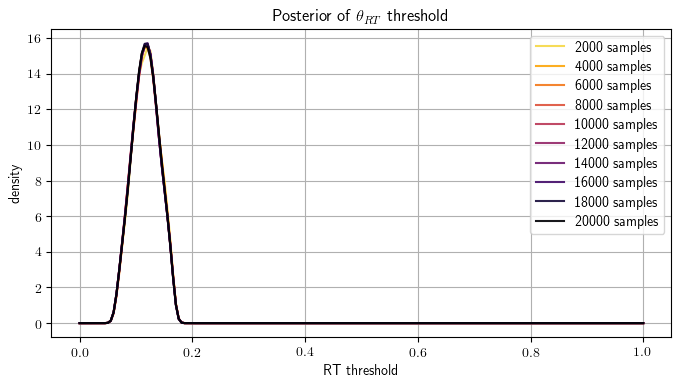 Posterior of θ_RT threshold
16
14
12
10
8
6
4
2
0
density
0.0 0.2 0.4 0.6 0.8 1.0
RT threshold
2000 samples
4000 samples
6000 samples
8000 samples
10000 samples
12000 samples
14000 samples
16000 samples
18000 samples
20000 samples